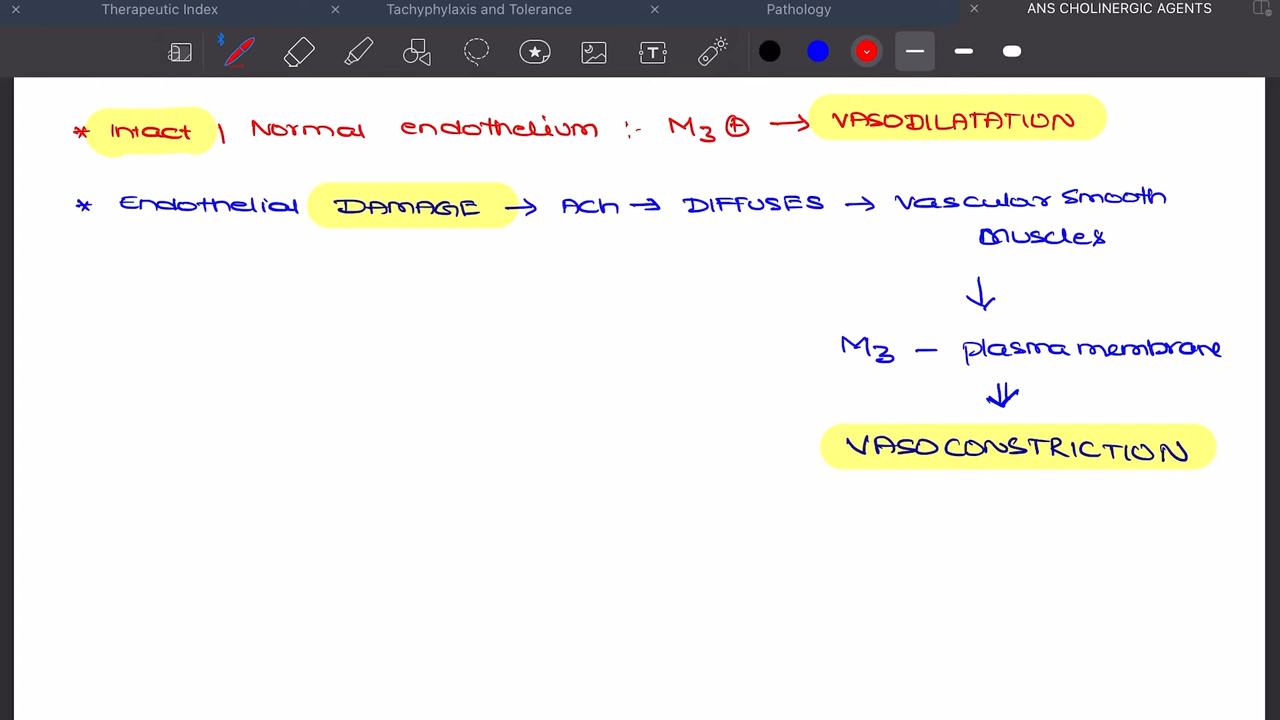 Therapeutic Index
Tachyphylaxis and Tolerance
Pathology
ANS CHOLINERGIC AGENTS
* Intact | Normal endothelium :- M3 ⊕ → VASODILATATION
* Endothelial DAMAGE → ACh → DIFFUSES → Vascular Smooth
Muscles
↓
M3 - plasma membrane
⇓
VASOCONSTRICTION